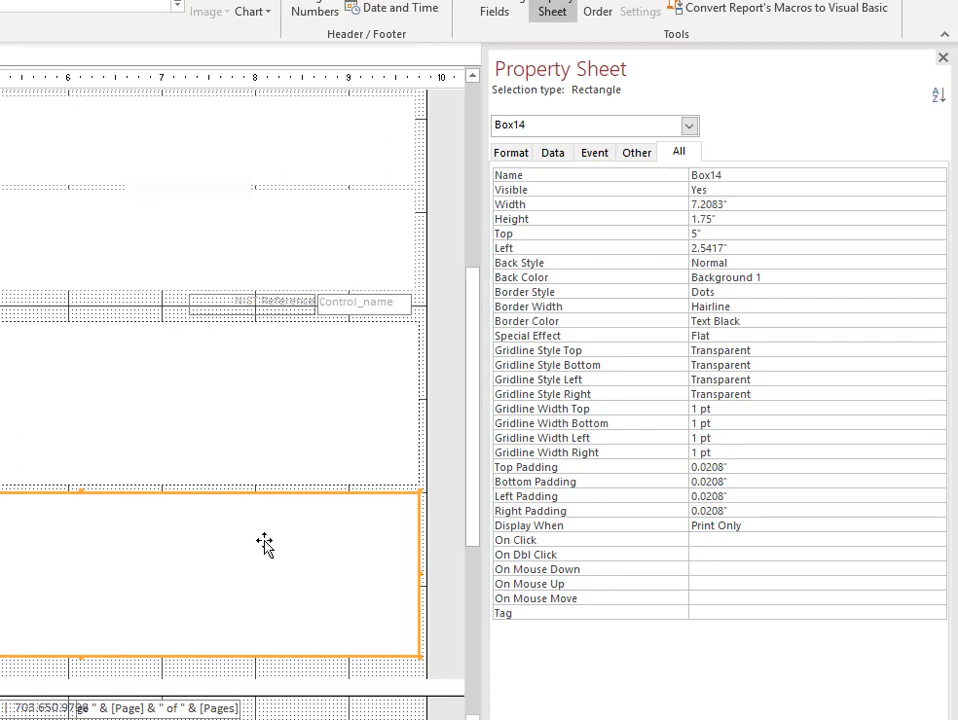 Image Chart Numbers Date and Time Fields Sheet Order Settings Convert Report's Macros to Visual Basic
Header / Footer Tools
6 7 8 9 10
Property Sheet
Selection type: Rectangle
Box14
Format Data Event Other All
Name Box14
Visible Yes
Width 7.2083"
Height 1.75"
Top 5"
Left 2.5417"
Back Style Normal
Back Color Background 1
Border Style Dots
Border Width Hairline
Border Color Text Black
Special Effect Flat
Gridline Style Top Transparent
Gridline Style Bottom Transparent
Gridline Style Left Transparent
Gridline Style Right Transparent
Gridline Width Top 1 pt
Gridline Width Bottom 1 pt
Gridline Width Left 1 pt
Gridline Width Right 1 pt
Top Padding 0.0208"
Bottom Padding 0.0208"
Left Padding 0.0208"
Right Padding 0.0208"
Display When Print Only
On Click
On Dbl Click
On Mouse Down
On Mouse Up
On Mouse Move
Tag
NIST Reference Control_name
| 703.650.9798 ge " & [Page] & " of " & [Pages]